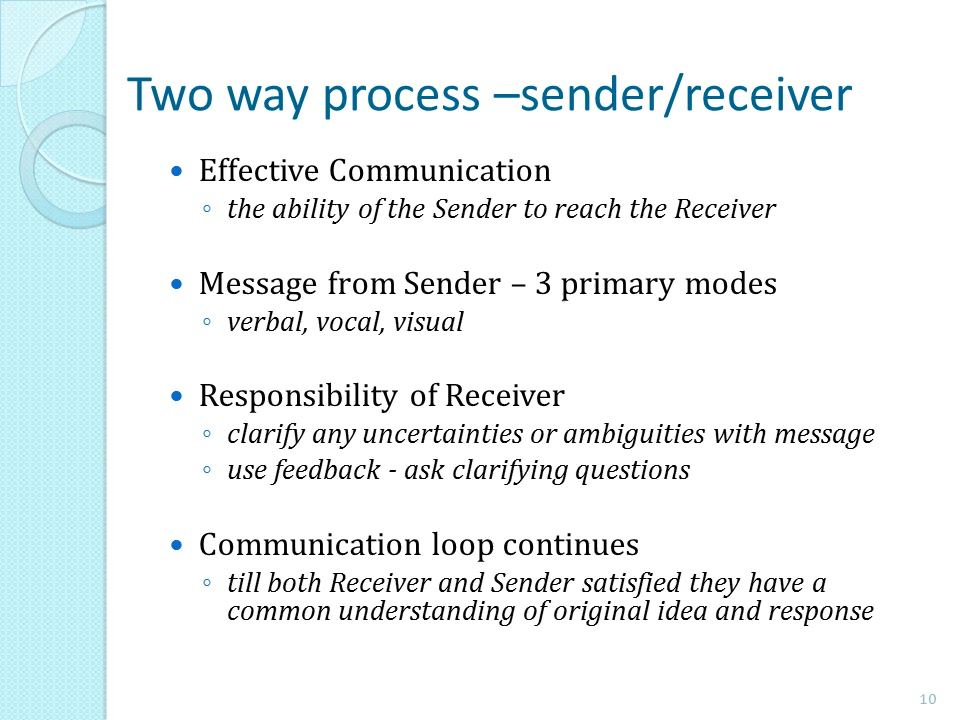 Two way process –sender/receiver
• Effective Communication
◦ the ability of the Sender to reach the Receiver
• Message from Sender – 3 primary modes
◦ verbal, vocal, visual
• Responsibility of Receiver
◦ clarify any uncertainties or ambiguities with message
◦ use feedback - ask clarifying questions
• Communication loop continues
◦ till both Receiver and Sender satisfied they have a
common understanding of original idea and response
10